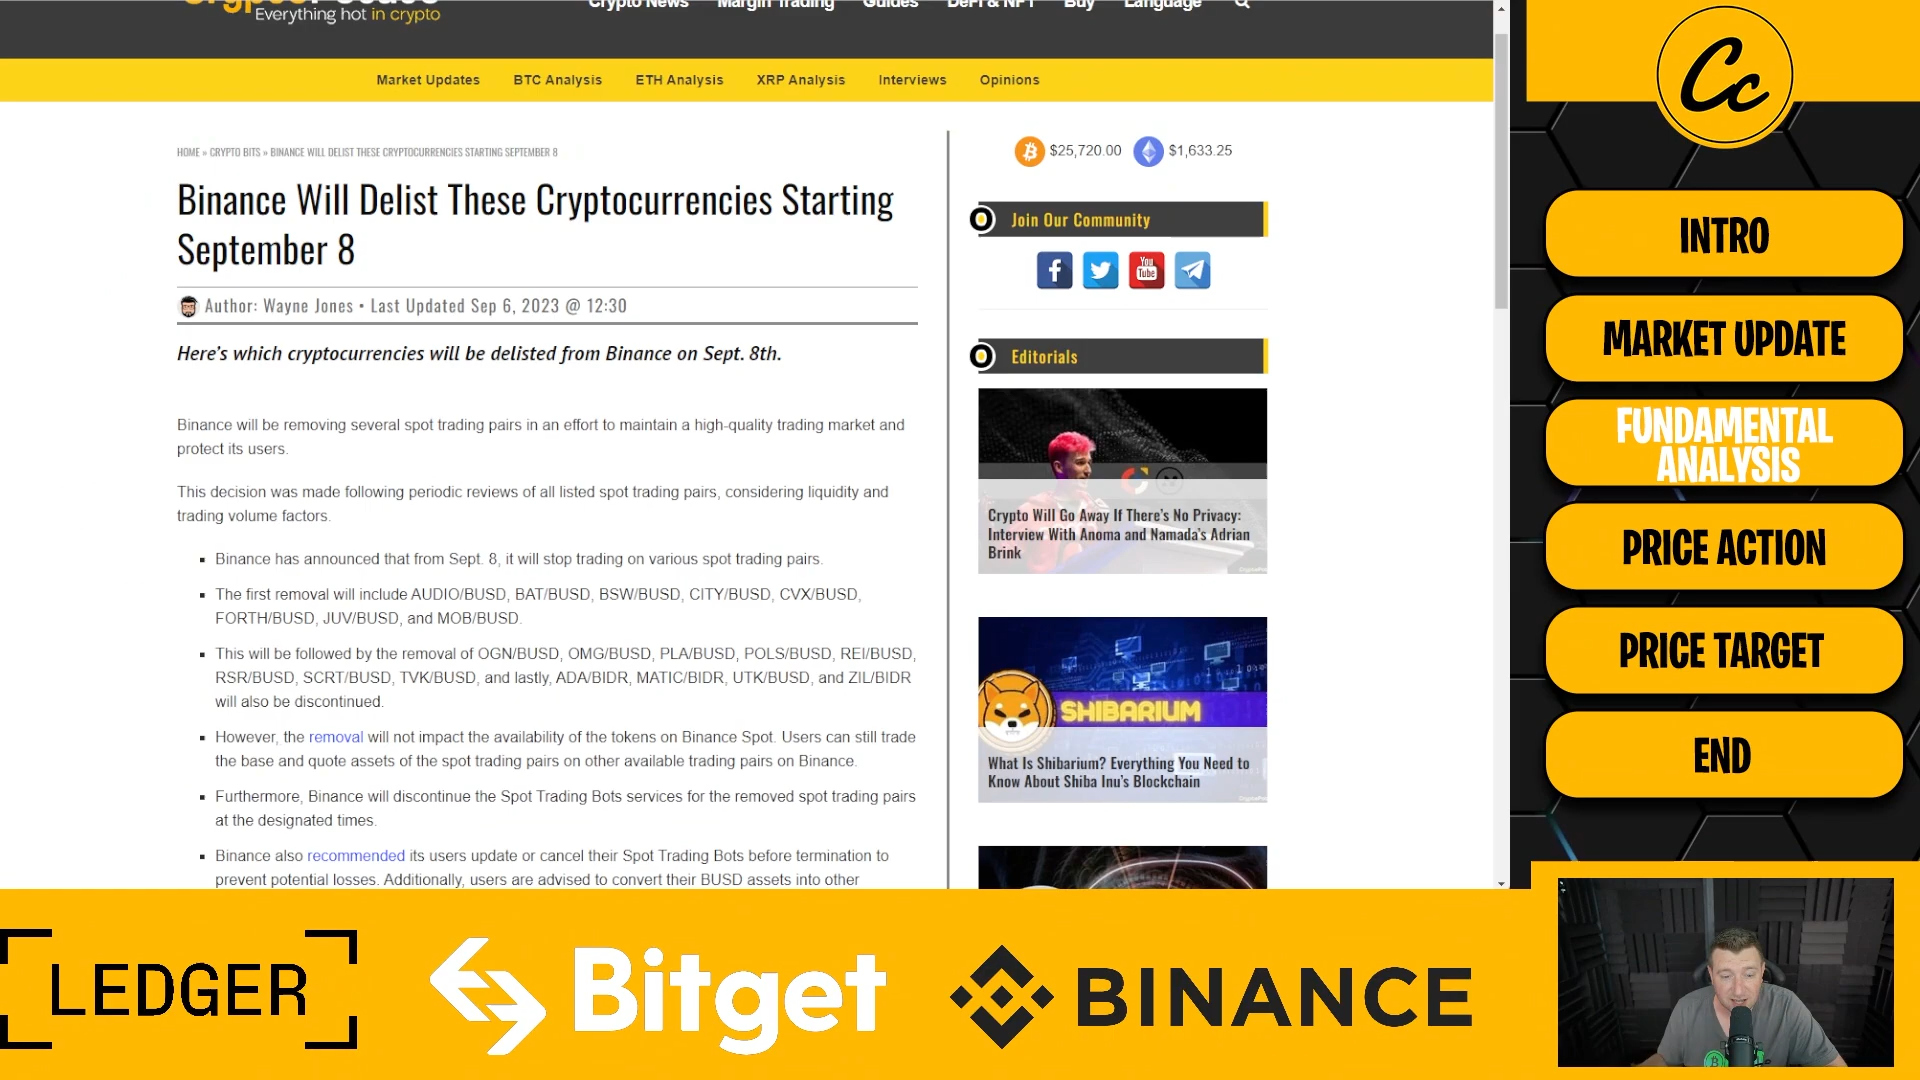 Everything hot in crypto
Crypto News Margin Trading Guides DeFi & NFT Buy Language
Market Updates BTC Analysis ETH Analysis XRP Analysis Interviews Opinions
HOME » CRYPTO BITS » BINANCE WILL DELIST THESE CRYPTOCURRENCIES STARTING SEPTEMBER 8
Binance Will Delist These Cryptocurrencies Starting
September 8
Author: Wayne Jones • Last Updated Sep 6, 2023 @ 12:30
Here's which cryptocurrencies will be delisted from Binance on Sept. 8th.
Binance will be removing several spot trading pairs in an effort to maintain a high-quality trading market and
protect its users.
This decision was made following periodic reviews of all listed spot trading pairs, considering liquidity and
trading volume factors.
Binance has announced that from Sept. 8, it will stop trading on various spot trading pairs.
The first removal will include AUDIO/BUSD, BAT/BUSD, BSW/BUSD, CITY/BUSD, CVX/BUSD,
FORTH/BUSD, JUV/BUSD, and MOB/BUSD.
This will be followed by the removal of OGN/BUSD, OMG/BUSD, PLA/BUSD, POLS/BUSD, REI/BUSD,
RSR/BUSD, SCRT/BUSD, TVK/BUSD, and lastly, ADA/BIDR, MATIC/BIDR, UTK/BUSD, and ZIL/BIDR
will also be discontinued.
However, the removal will not impact the availability of the tokens on Binance Spot. Users can still trade
the base and quote assets of the spot trading pairs on other available trading pairs on Binance.
Furthermore, Binance will discontinue the Spot Trading Bots services for the removed spot trading pairs
at the designated times.
Binance also recommended its users update or cancel their Spot Trading Bots before termination to
prevent potential losses. Additionally, users are advised to convert their BUSD assets into other
$25,720.00 $1,633.25
Join Our Community
You
Tube
Editorials
Crypto Will Go Away If There's No Privacy:
Interview With Anoma and Namada's Adrian
Brink
SHIBARIUM
What Is Shibarium? Everything You Need to
Know About Shiba Inu's Blockchain
Cc
INTRO
MARKET UPDATE
FUNDAMENTAL
ANALYSIS
PRICE ACTION
PRICE TARGET
END
LEDGER
Bitget
BINANCE